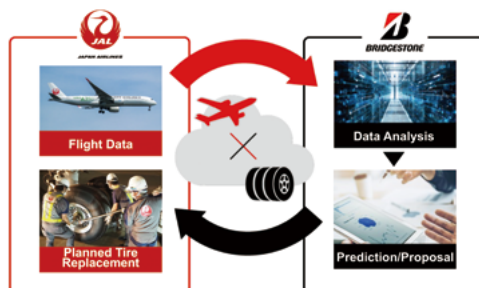 JAL
JAPAN AIRLINES
BRIDGESTONE
Flight Data
Data Analysis
Planned Tire
Replacement
Prediction/Proposal